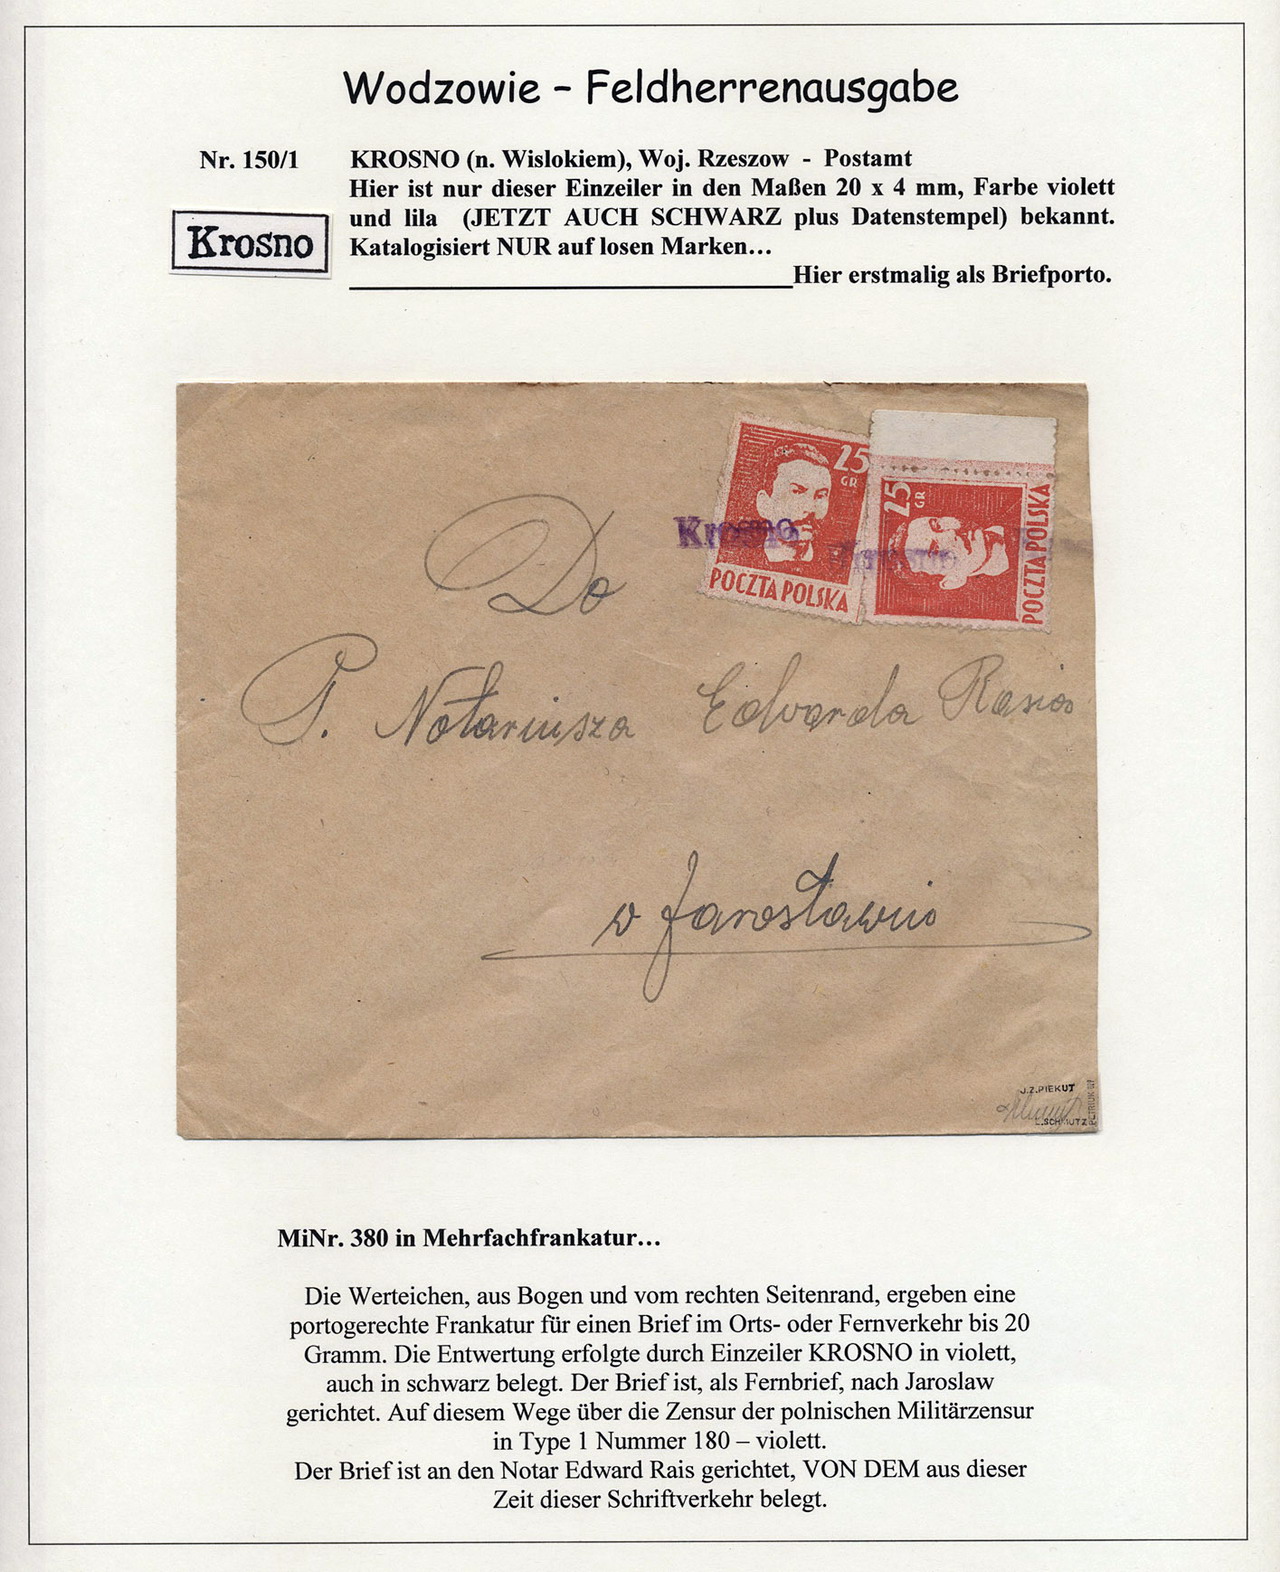 Wodzowie – Feldherrenausgabe
Nr. 150/1
KROSNO (n. Wislokiem), Woj. Rzeszow - Postamt
Hier ist nur dieser Einzeiler in den Maßen 20 x 4 mm, Farbe violett
und lila (JETZT AUCH SCHWARZ plus Datenstempel) bekannt.
Katalogisiert NUR auf losen Marken…
Hier erstmalig als Briefporto.
Krosno
25
GR
POCZTA POLSKA
25
GR
POCZTA POLSKA
Krosno
Krosno
Do
P. Notariusza Edwarda Rasia
w Jarosławiu
J.Z.PIEKUT
L.SCHMUTZ
MiNr. 380 in Mehrfachfrankatur…
Die Werteichen, aus Bogen und vom rechten Seitenrand, ergeben eine
portogerechte Frankatur für einen Brief im Orts- oder Fernverkehr bis 20
Gramm. Die Entwertung erfolgte durch Einzeiler KROSNO in violett,
auch in schwarz belegt. Der Brief ist, als Fernbrief, nach Jaroslaw
gerichtet. Auf diesem Wege über die Zensur der polnischen Militärzensur
in Type 1 Nummer 180 – violett.
Der Brief ist an den Notar Edward Rais gerichtet, VON DEM aus dieser
Zeit dieser Schriftverkehr belegt.